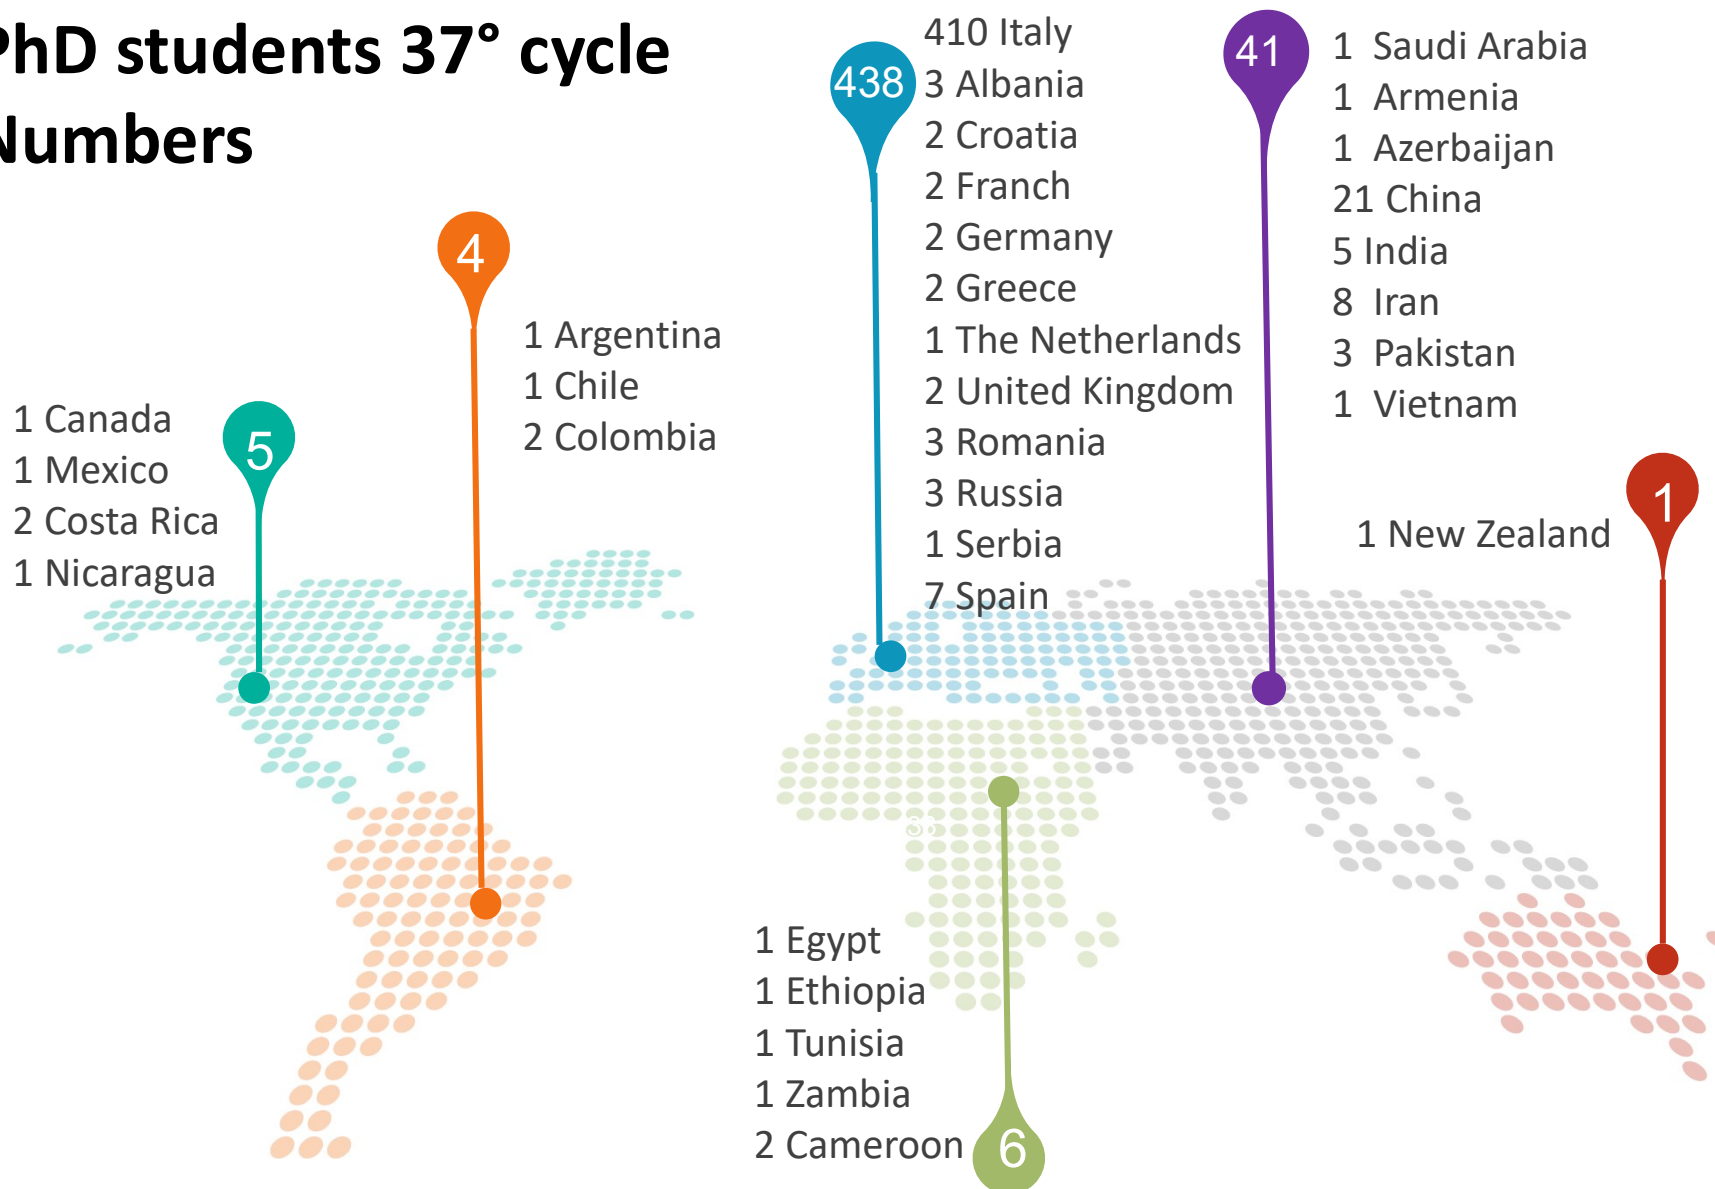 PhD students 37° cycle
Numbers
5
1 Canada
1 Mexico
2 Costa Rica
1 Nicaragua
4
1 Argentina
1 Chile
2 Colombia
438
410 Italy
3 Albania
2 Croatia
2 Franch
2 Germany
2 Greece
1 The Netherlands
2 United Kingdom
3 Romania
3 Russia
1 Serbia
7 Spain
41
1 Saudi Arabia
1 Armenia
1 Azerbaijan
21 China
5 India
8 Iran
3 Pakistan
1 Vietnam
1
1 New Zealand
1 Egypt
1 Ethiopia
1 Tunisia
1 Zambia
2 Cameroon
6